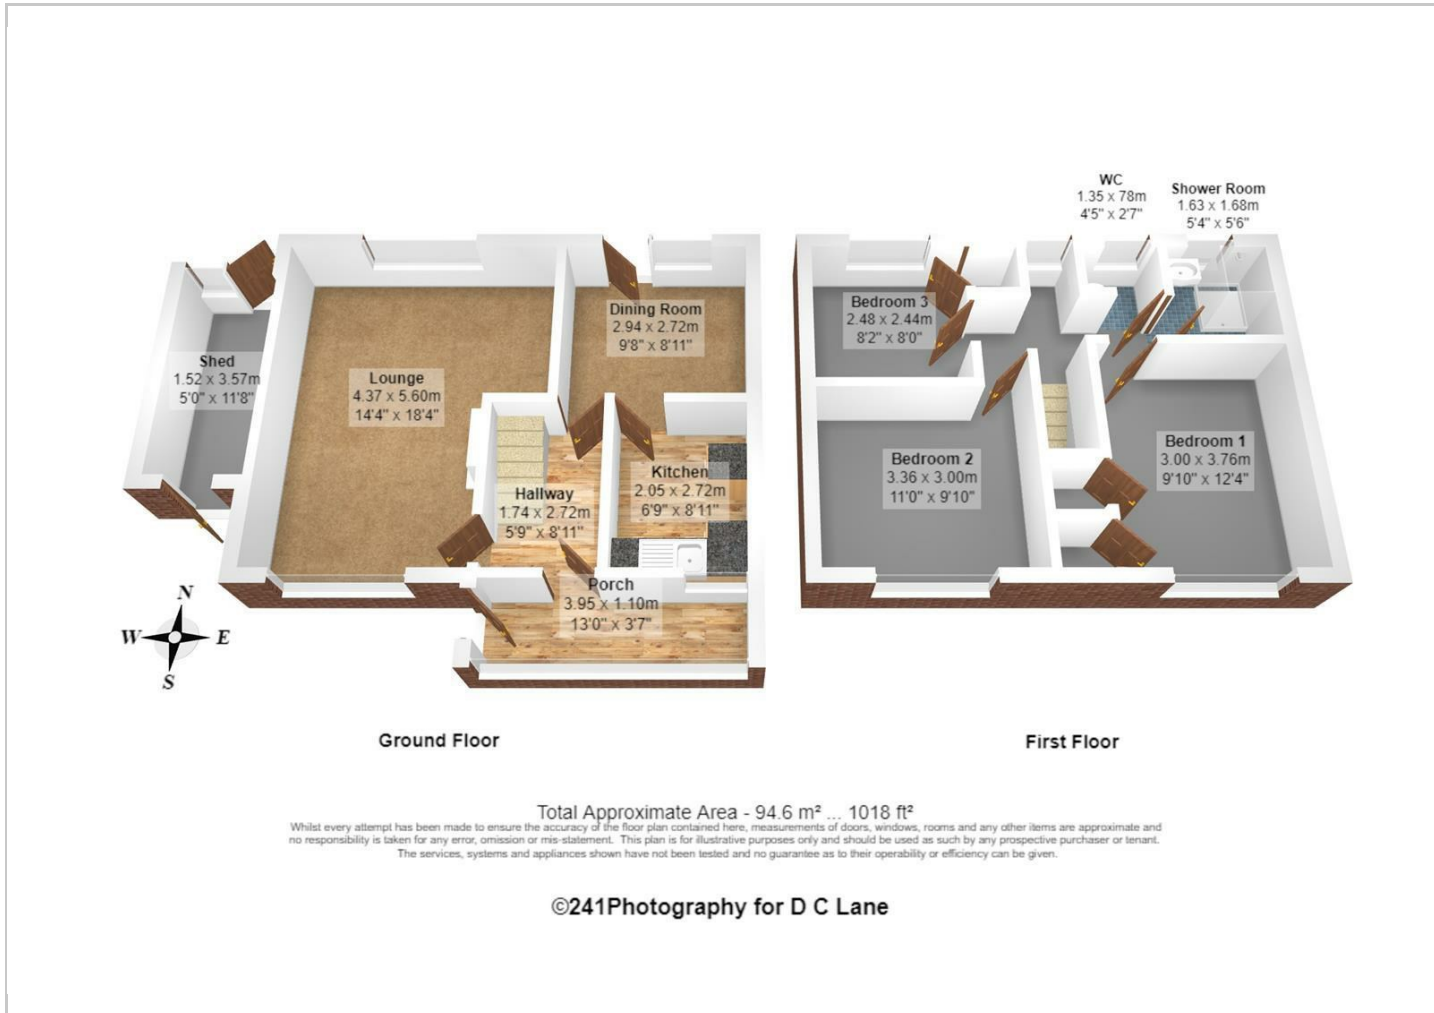 WC
1.35 x 78m
4'5" x 2'7"
Shower Room
1.63 x 1.68m
5'4" x 5'6"
Dining Room
2.94 x 2.72m
9'8" x 8'11"
Bedroom 3
2.48 x 2.44m
8'2" x 8'0"
Shed
1.52 x 3.57m
5'0" x 11'8"
Lounge
4.37 x 5.60m
14'4" x 18'4"
Bedroom 1
3.00 x 3.76m
9'10" x 12'4"
Bedroom 2
3.36 x 3.00m
11'0" x 9'10"
Kitchen
2.05 x 2.72m
6'9" x 8'11"
Hallway
1.74 x 2.72m
5'9" x 8'11"
Porch
3.95 x 1.10m
13'0" x 3'7"
N
W E
S
Ground Floor
First Floor
Total Approximate Area - 94.6 m² ... 1018 ft²
Whilst every attempt has been made to ensure the accuracy of the floor plan contained here, measurements of doors, windows, rooms and any other items are approximate and
no responsibility is taken for any error, omission or mis-statement. This plan is for illustrative purposes only and should be used as such by any prospective purchaser or tenant.
The services, systems and appliances shown have not been tested and no guarantee as to their operability or efficiency can be given.
©241Photography for D C Lane